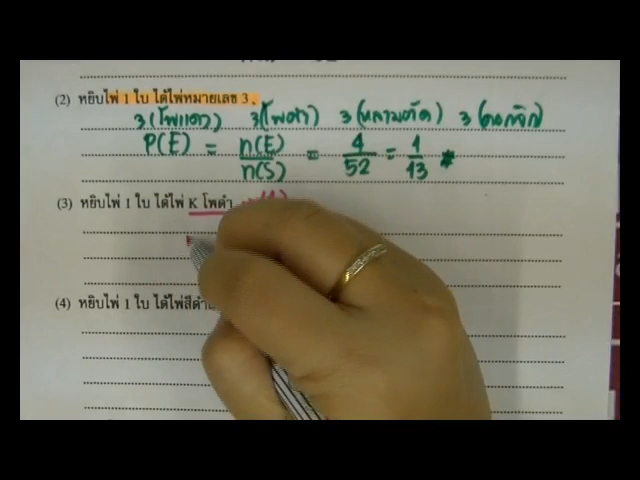 (2) หยิบไพ่ 1 ใบ ได้ไพ่หมายเลข 3 .
3 (โพแดง) 3 (โพดำ) 3 (หลามตัด) 3 (ดอกจิก)
P(E) = n(E)/n(S) = 4/52 = 1/13 *
(3) หยิบไพ่ 1 ใบ ได้ไพ่ K โพดำ
(4) หยิบไพ่ 1 ใบ ได้ไพ่สีดำ